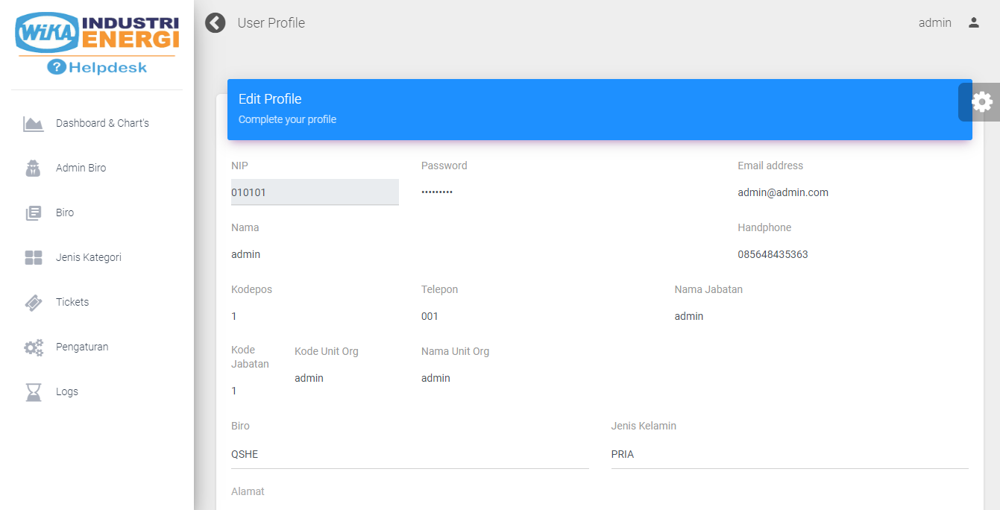 WiKA INDUSTRI
ENERGI
? Helpdesk
Dashboard & Chart's
Admin Biro
Biro
Jenis Kategori
Tickets
Pengaturan
Logs
User Profile
admin
Edit Profile
Complete your profile
NIP Password Email address
010101 ••••••••• admin@admin.com
Nama Handphone
admin 085648435363
Kodepos Telepon Nama Jabatan
1 001 admin
Kode
Jabatan
Kode Unit Org Nama Unit Org
1 admin admin
Biro Jenis Kelamin
QSHE PRIA
Alamat